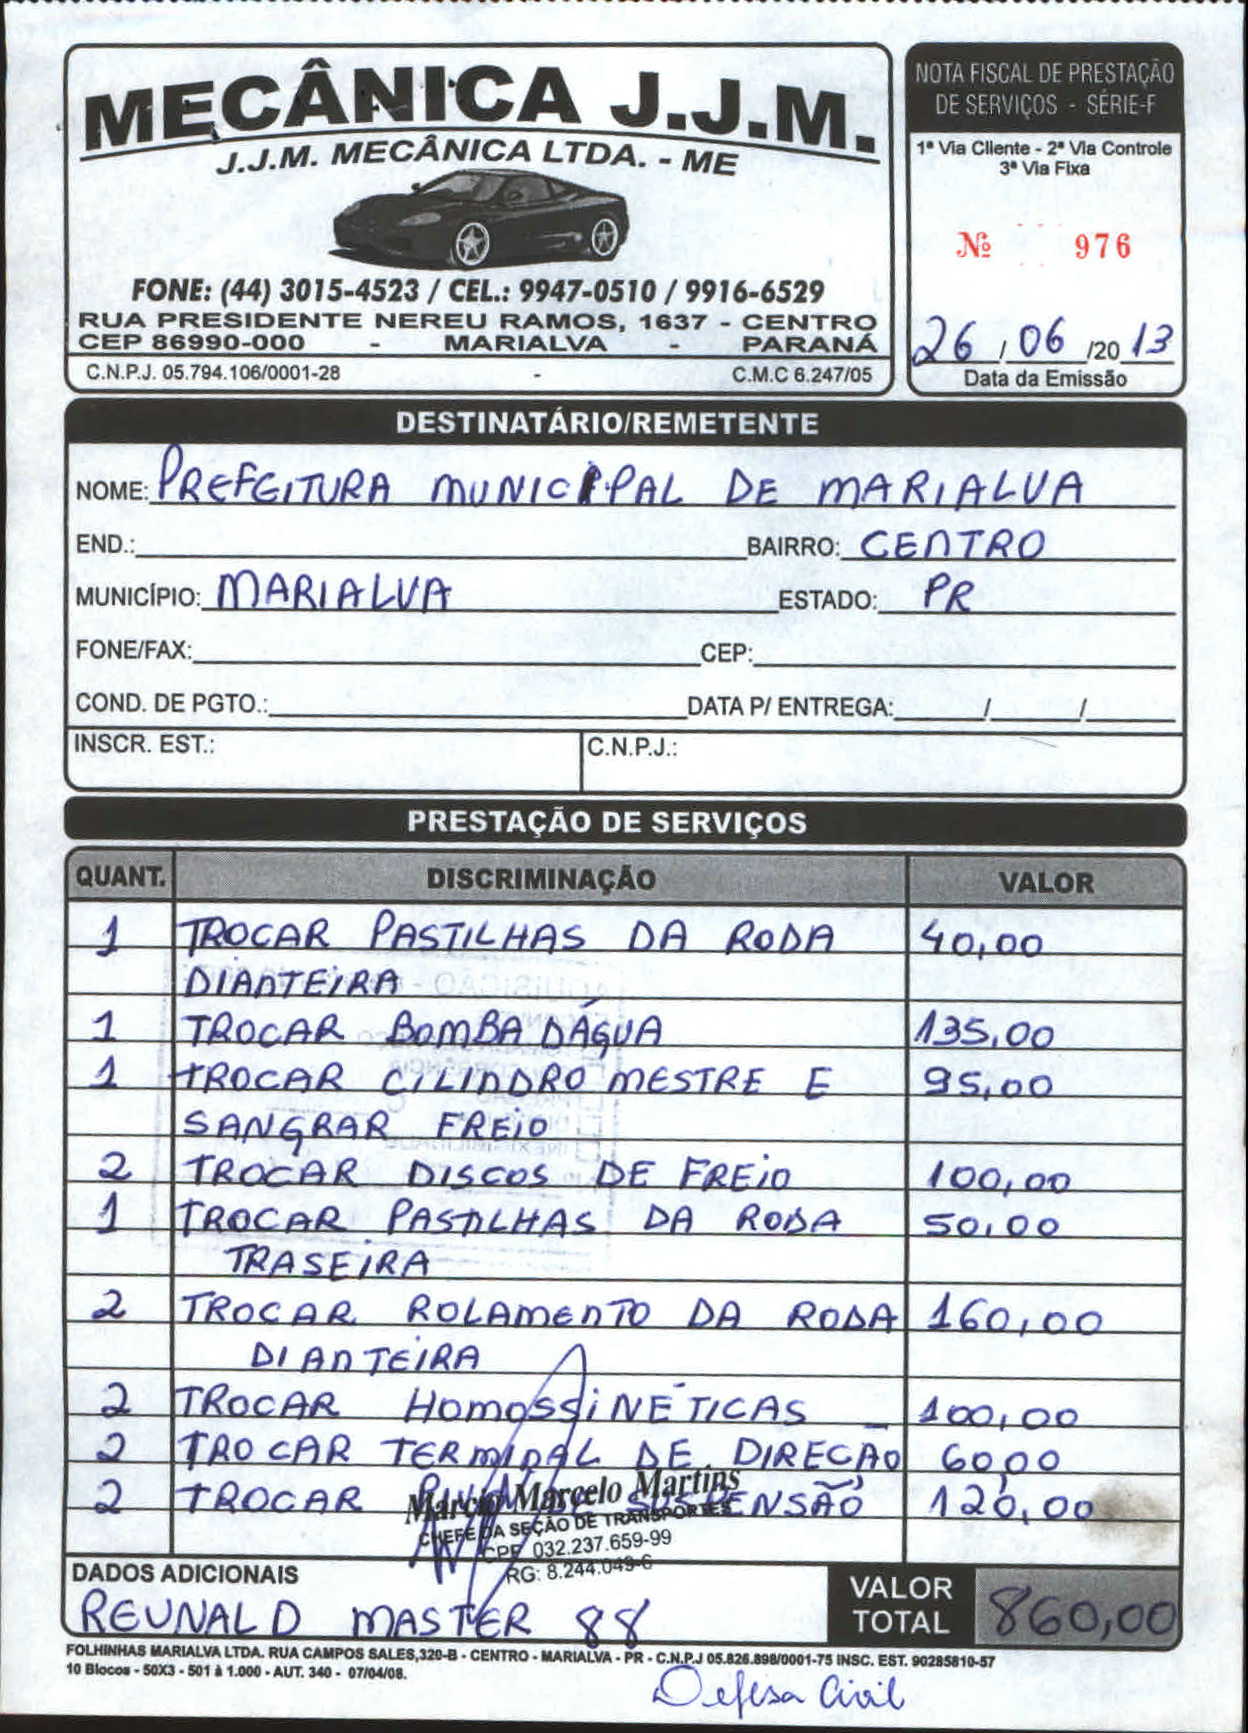 MECÂNICA J.J.M.
J.J.M. MECÂNICA LTDA. - ME
FONE: (44) 3015-4523 / CEL.: 9947-0510 / 9916-6529
RUA PRESIDENTE NEREU RAMOS, 1637 - CENTRO
CEP 86990-000 - MARIALVA - PARANÁ
C.N.P.J. 05.794.106/0001-28 - C.M.C 6.247/05
NOTA FISCAL DE PRESTAÇÃO
DE SERVIÇOS - SÉRIE-F
1ª Via Cliente - 2ª Via Controle
3ª Via Fixa
Nº 976
26 / 06 /20 13
Data da Emissão
DESTINATÁRIO/REMETENTE
NOME: PREFEITURA MUNICIPAL DE MARIALVA
END.: BAIRRO: CENTRO
MUNICÍPIO: MARIALVA ESTADO: PR
FONE/FAX: CEP:
COND. DE PGTO.: DATA P/ ENTREGA: / /
INSCR. EST.: C.N.P.J.:
PRESTAÇÃO DE SERVIÇOS
QUANT. DISCRIMINAÇÃO VALOR
1 TROCAR PASTILHAS DA RODA 40,00
DIANTEIRA
1 TROCAR BOMBA DÁGUA 135,00
1 TROCAR CILINDRO MESTRE E 95,00
SANGRAR FREIO
2 TROCAR DISCOS DE FREIO 100,00
1 TROCAR PASTILHAS DA RODA 50,00
TRASEIRA
2 TROCAR ROLAMENTO DA RODA 160,00
DIANTEIRA
2 TROCAR HOMOSSINÉTICAS 100,00
2 TROCAR TERMINAL DE DIREÇÃO 60,00
2 TROCAR SUSPENSÃO 120,00
Marcio Marcelo Martins
CHEFE DA SEÇÃO DE TRANSPORTES
CPF 032.237.659-99
RG: 8.244.043-6
DADOS ADICIONAIS
REUNALD MASTER 88
VALOR
TOTAL 860,00
FOLHINHAS MARIALVA LTDA. RUA CAMPOS SALES,320-B - CENTRO - MARIALVA - PR - C.N.P.J 05.826.898/0001-75 INSC. EST. 90285810-57
10 Blocos - 50X3 - 501 à 1.000 - AUT. 340 - 07/04/08.
Defesa Civil